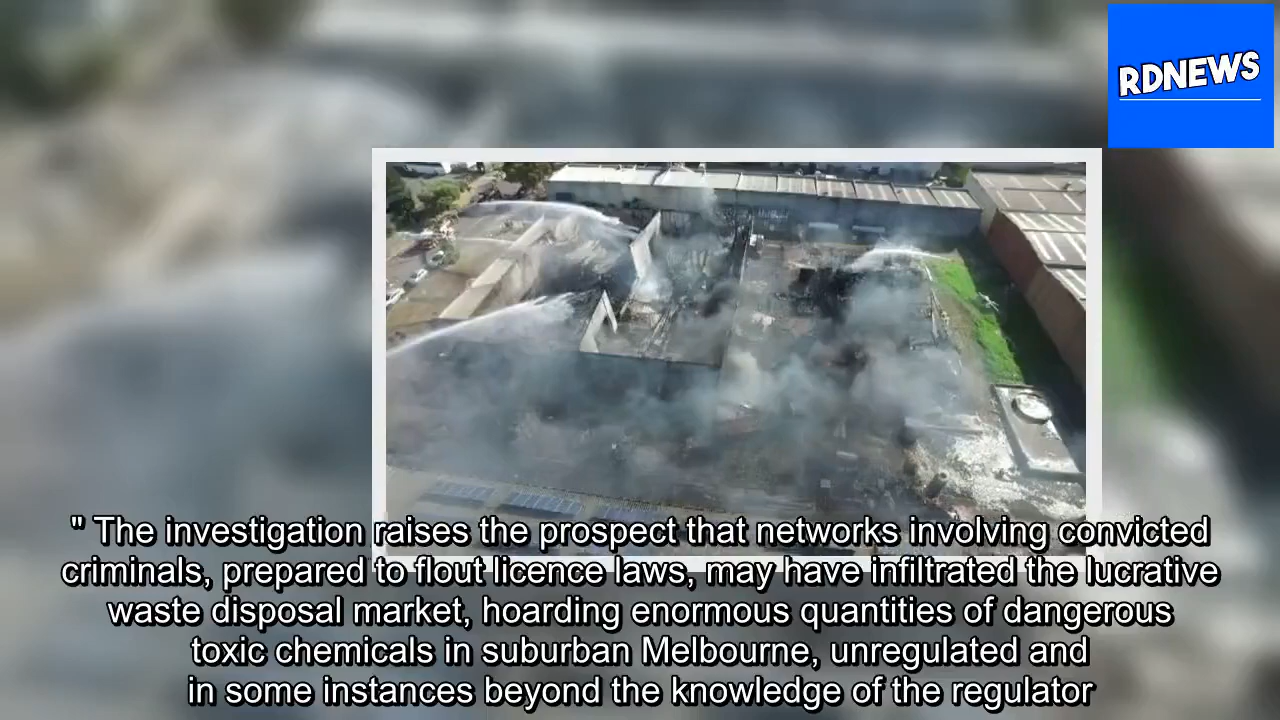 RDNEWS
" The investigation raises the prospect that networks involving convicted
criminals, prepared to flout licence laws, may have infiltrated the lucrative
waste disposal market, hoarding enormous quantities of dangerous
toxic chemicals in suburban Melbourne, unregulated and
in some instances beyond the knowledge of the regulator